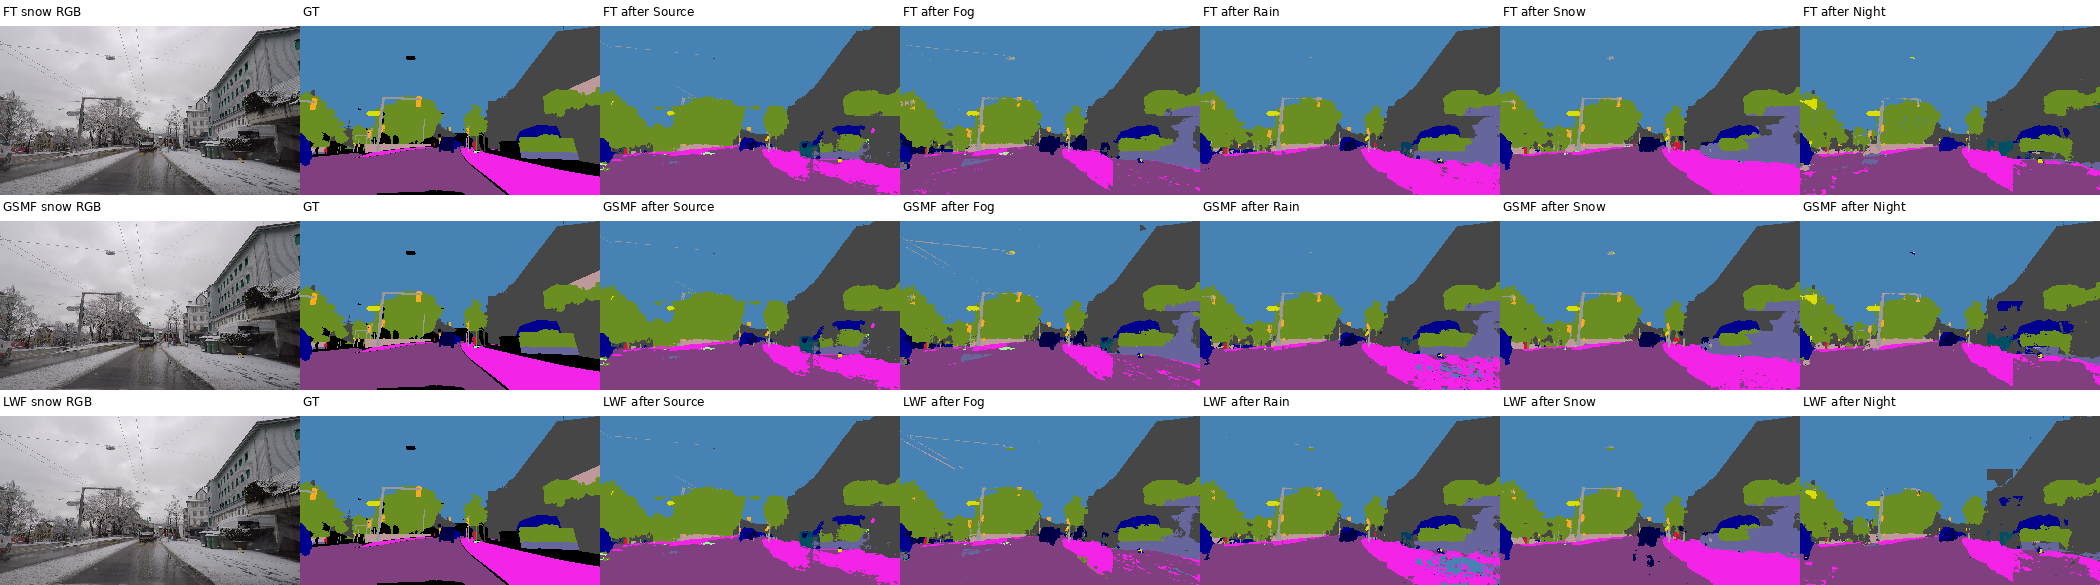 FT snow RGB GT FT after Source FT after Fog FT after Rain FT after Snow FT after Night
GSMF snow RGB GT GSMF after Source GSMF after Fog GSMF after Rain GSMF after Snow GSMF after Night
LWF snow RGB GT LWF after Source LWF after Fog LWF after Rain LWF after Snow LWF after Night